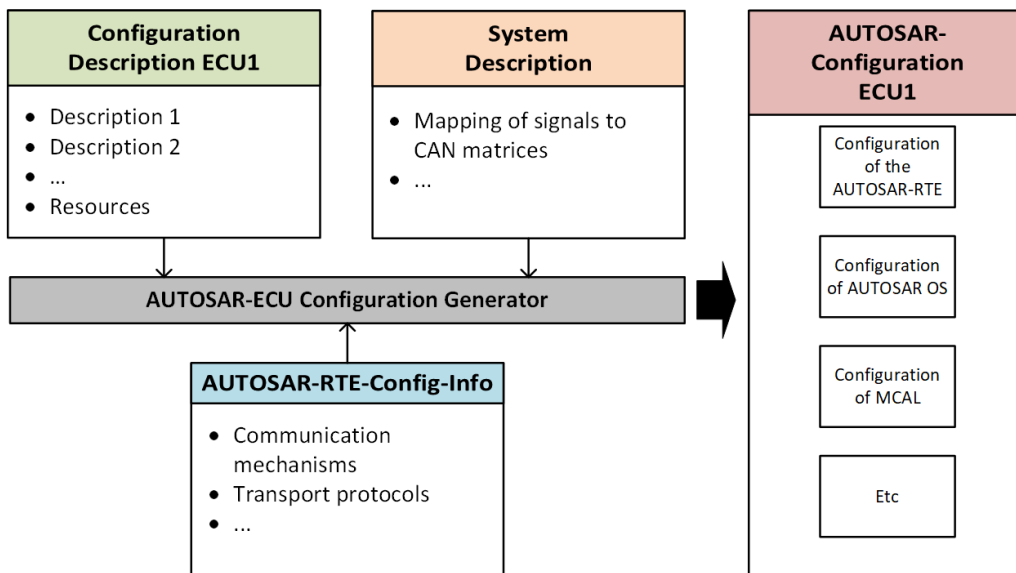 Configuration
Description ECU1
• Description 1
• Description 2
• ...
• Resources
System
Description
• Mapping of signals to
CAN matrices
• ...
AUTOSAR-ECU Configuration Generator
AUTOSAR-RTE-Config-Info
• Communication
mechanisms
• Transport protocols
• ...
AUTOSAR-
Configuration
ECU1
Configuration
of the
AUTOSAR-RTE
Configuration
of AUTOSAR OS
Configuration
of MCAL
Etc